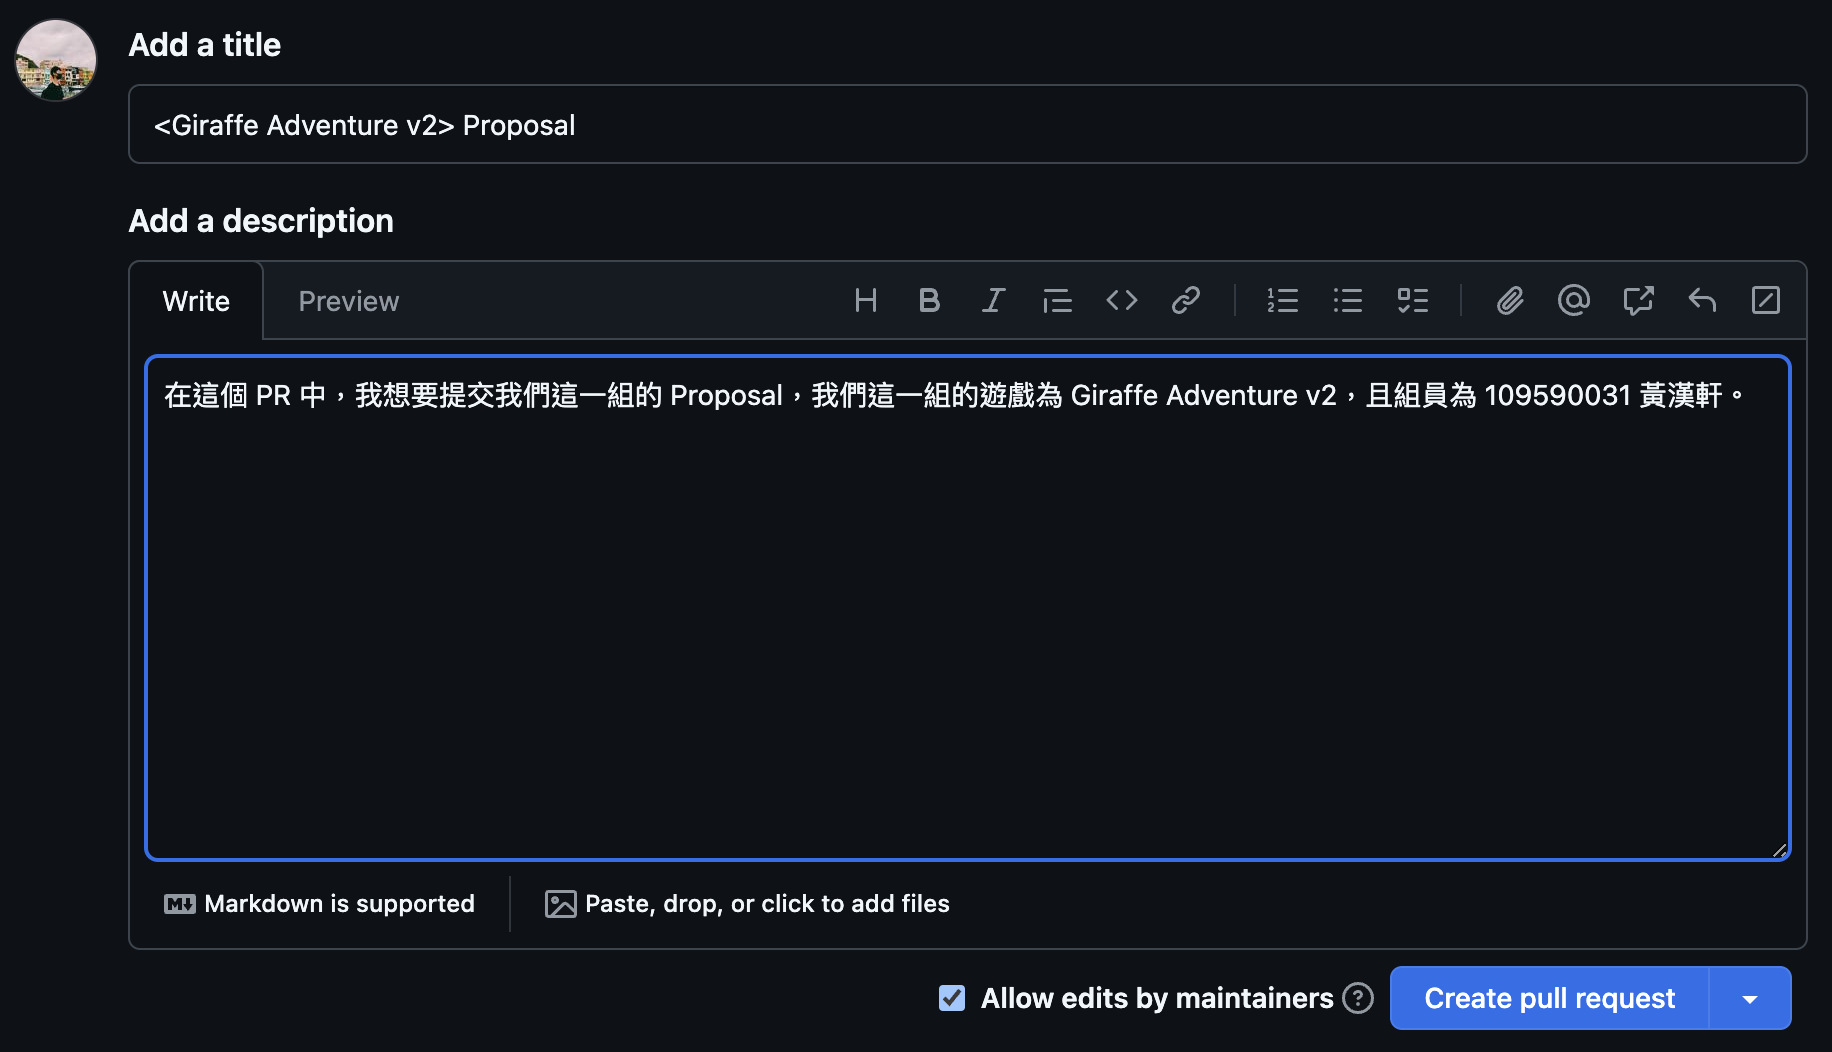 Add a title
<Giraffe Adventure v2> Proposal
Add a description
Write Preview
在這個 PR 中，我想要提交我們這一組的 Proposal，我們這一組的遊戲為 Giraffe Adventure v2，且組員為 109590031 黃漢軒。
Markdown is supported
Paste, drop, or click to add files
Allow edits by maintainers
Create pull request